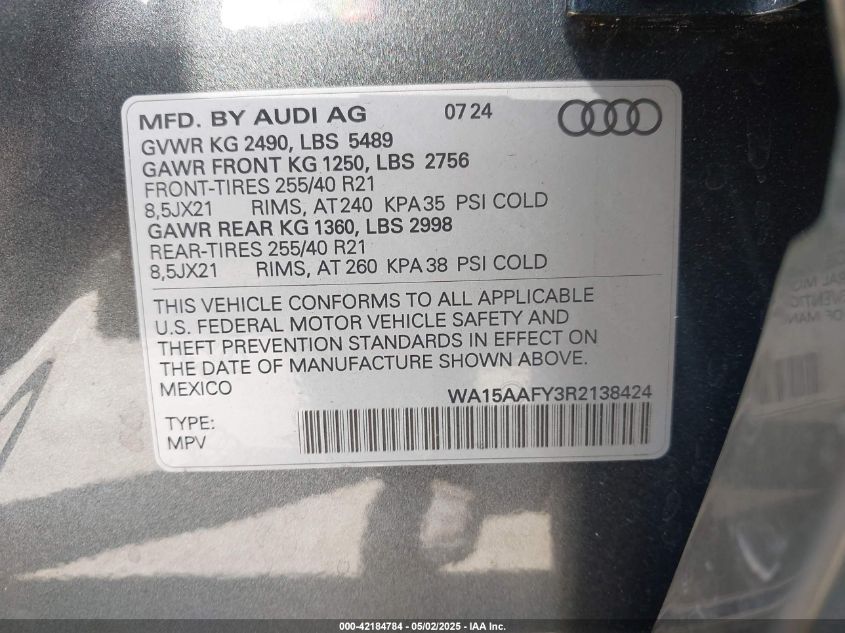 MFD. BY AUDI AG 07 24
GVWR KG 2490, LBS 5489
GAWR FRONT KG 1250, LBS 2756
FRONT-TIRES 255/40 R21
8,5JX21 RIMS, AT 240 KPA 35 PSI COLD
GAWR REAR KG 1360, LBS 2998
REAR-TIRES 255/40 R21
8,5JX21 RIMS, AT 260 KPA 38 PSI COLD
THIS VEHICLE CONFORMS TO ALL APPLICABLE
U.S. FEDERAL MOTOR VEHICLE SAFETY AND
THEFT PREVENTION STANDARDS IN EFFECT ON
THE DATE OF MANUFACTURE SHOWN ABOVE.
MEXICO
WA15AAFY3R2138424
TYPE:
MPV
000-42184784 - 05/02/2025 - IAA Inc.